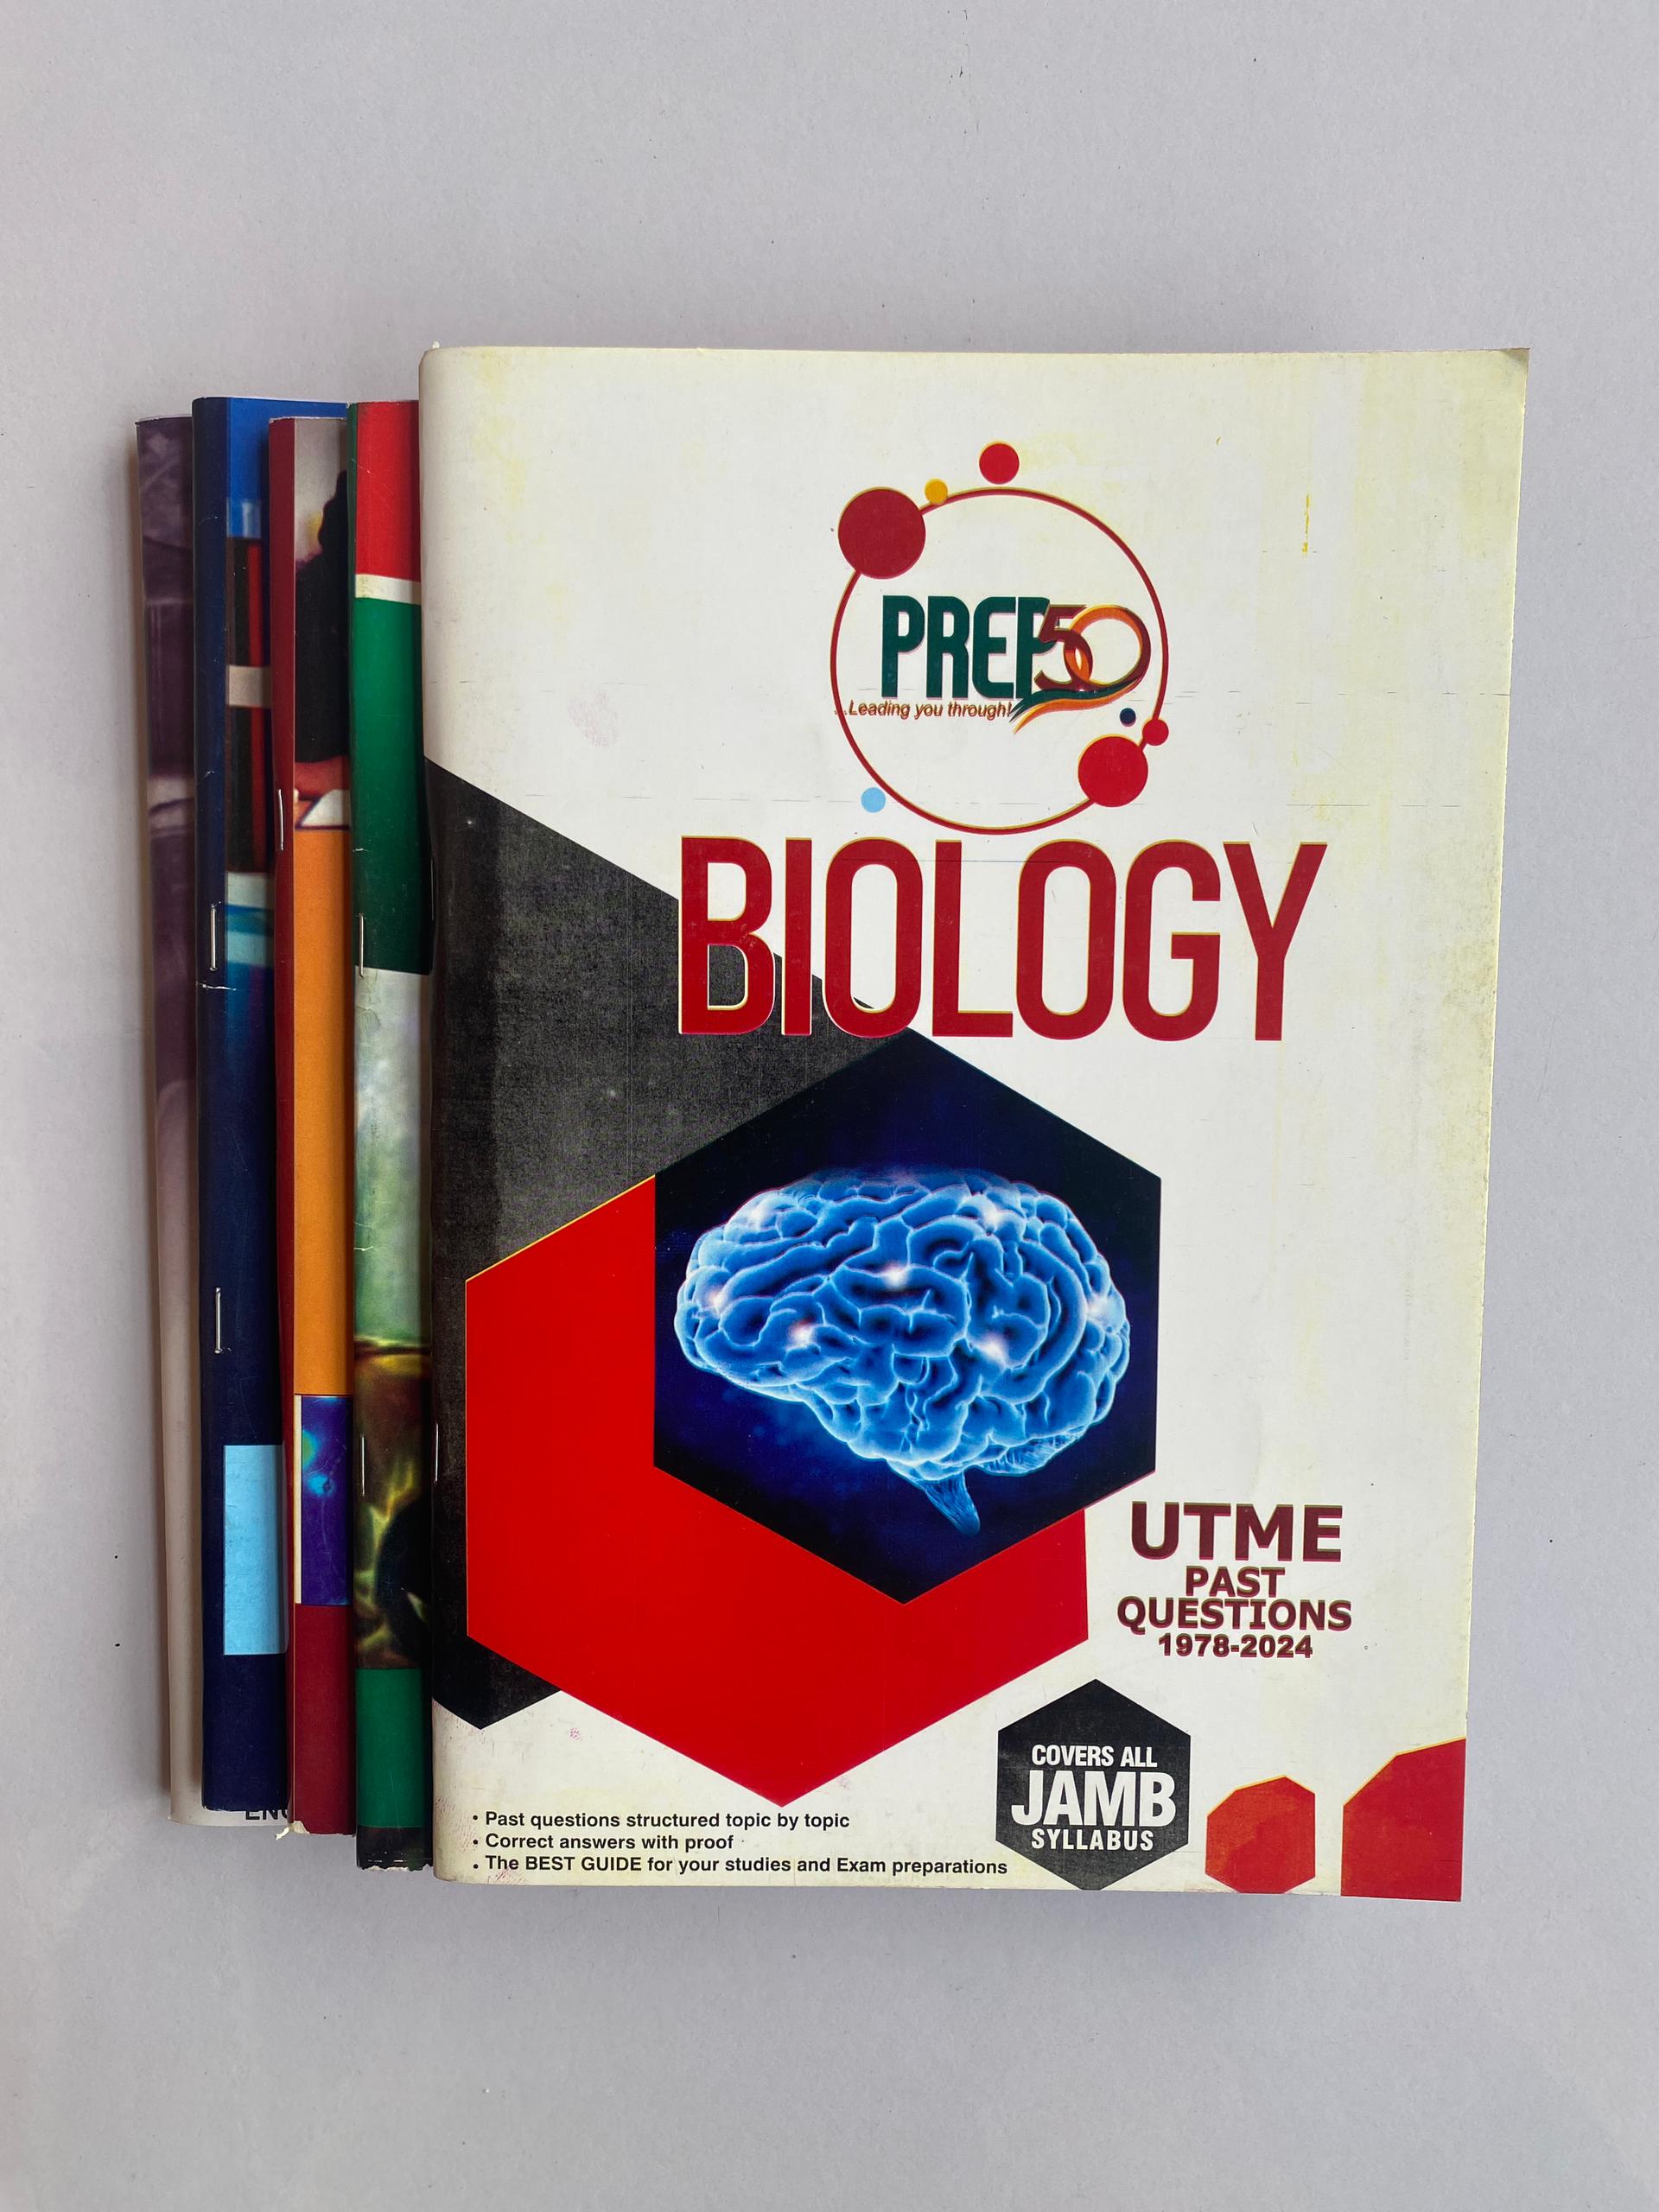 PREP50
...Leading you through!
BIOLOGY
UTME
PAST
QUESTIONS
1978-2024
COVERS ALL
JAMB
SYLLABUS
• Past questions structured topic by topic
• Correct answers with proof
• The BEST GUIDE for your studies and Exam preparations